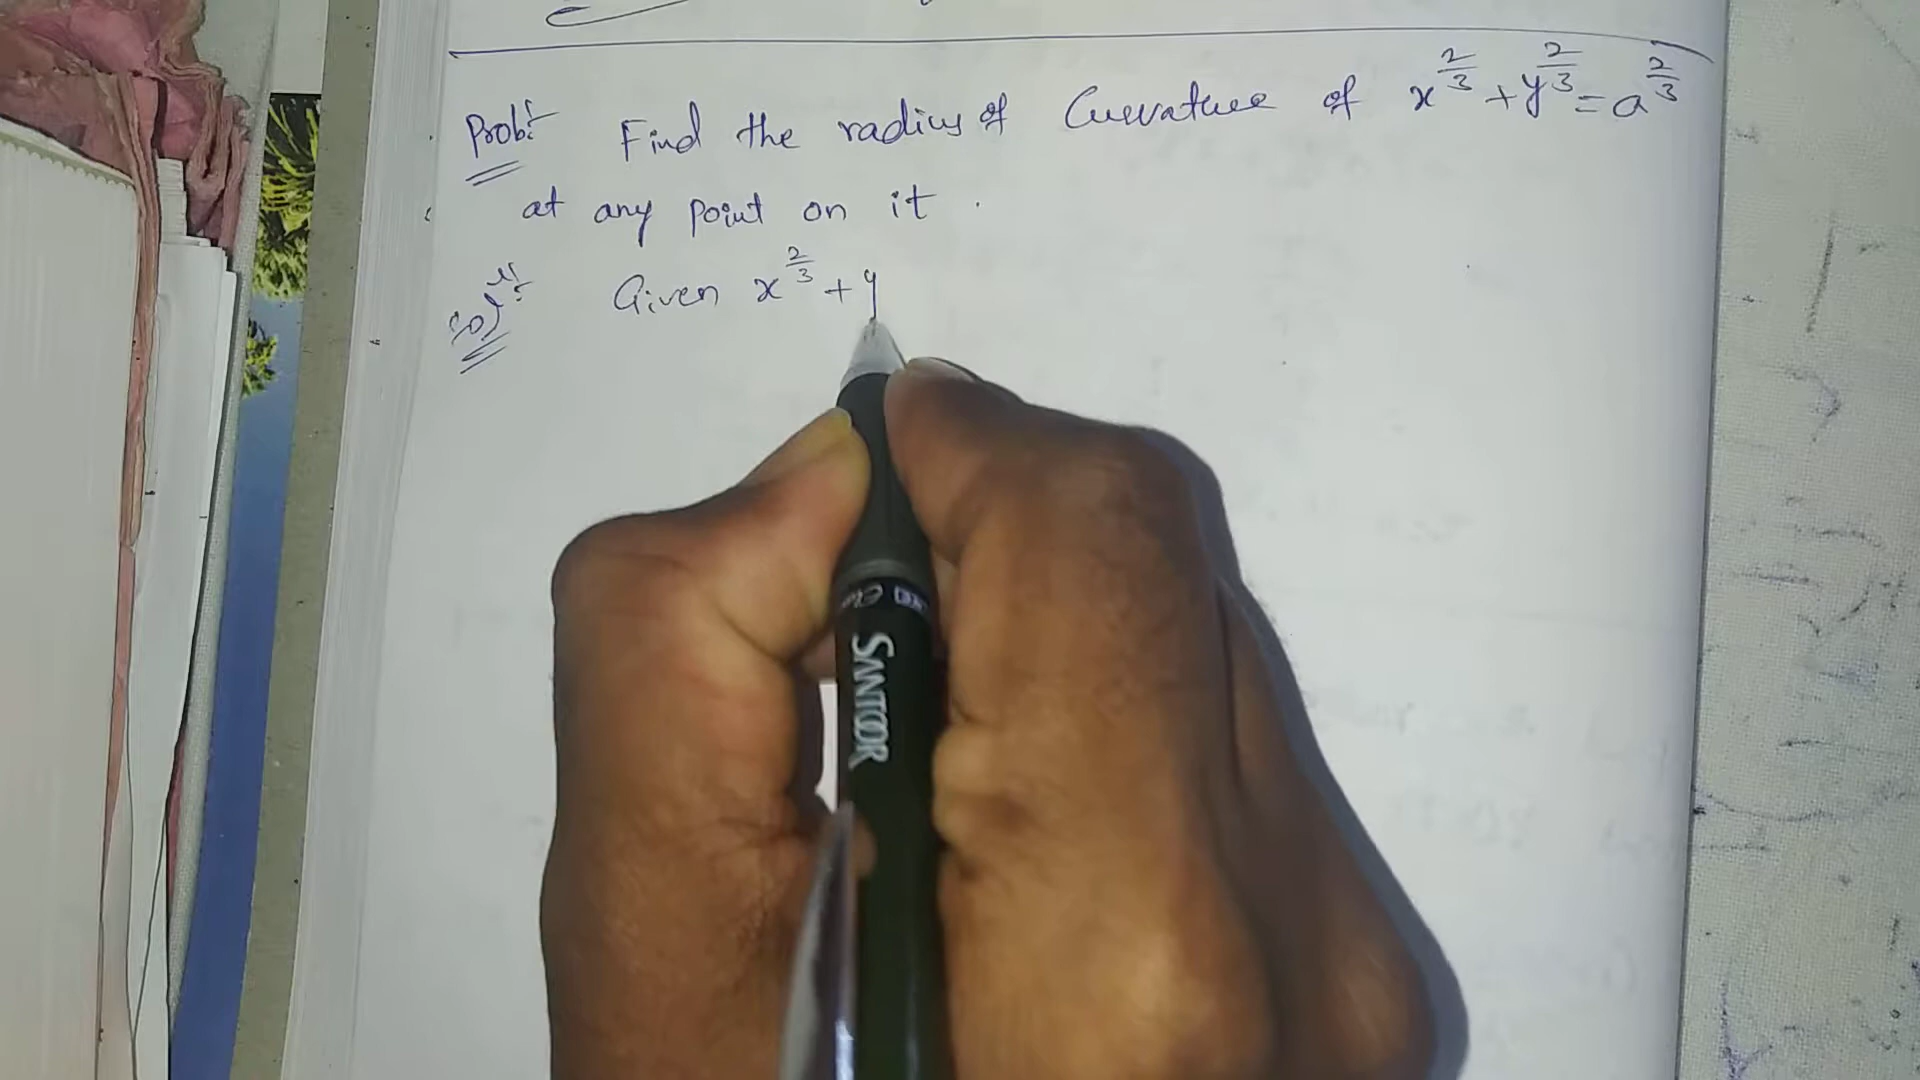 Prob:- Find the radius of Curvature of x^{2/3} + y^{2/3} = a^{2/3}
at any point on it .
Sol^n:- Given x^{2/3} + y
SANTOOR